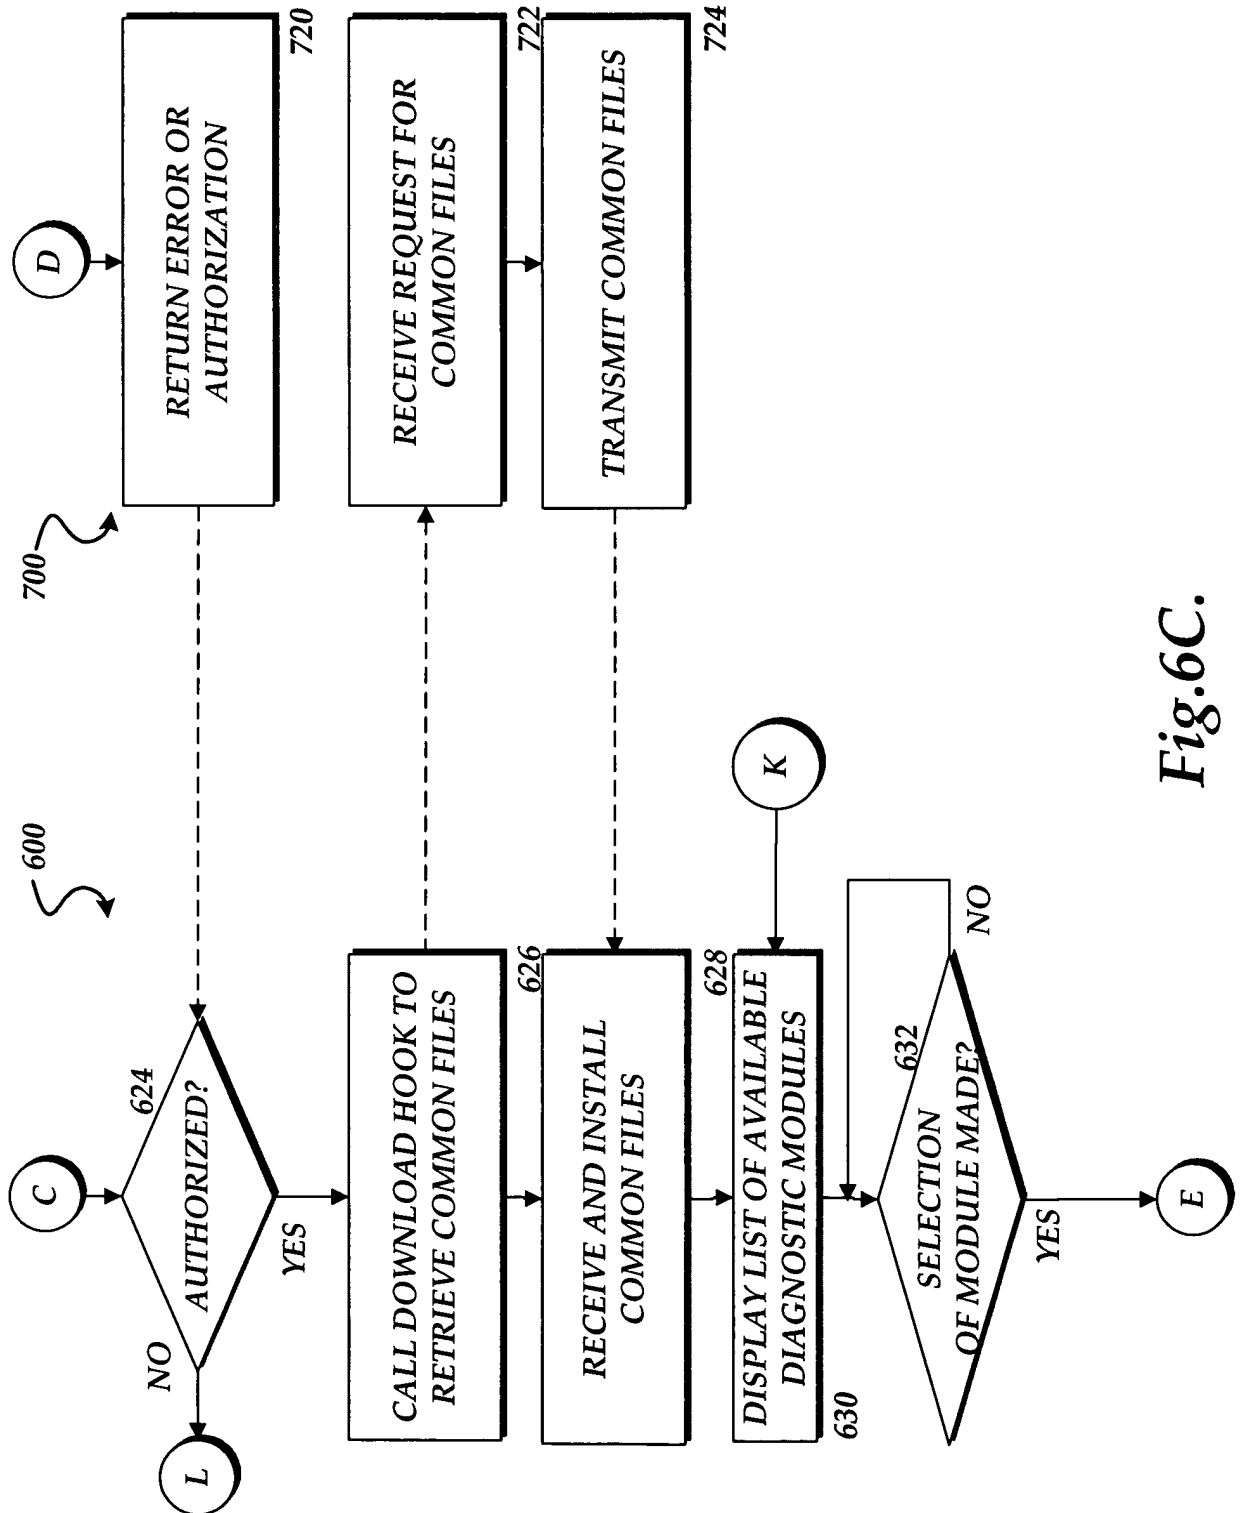 600
700
C
D
AUTHORIZED?
624
NO
YES
L
RETURN ERROR OR
AUTHORIZATION
720
CALL DOWNLOAD HOOK TO
RETRIEVE COMMON FILES
626
RECEIVE REQUEST FOR
COMMON FILES
722
RECEIVE AND INSTALL
COMMON FILES
628
TRANSMIT COMMON FILES
724
DISPLAY LIST OF AVAILABLE
DIAGNOSTIC MODULES
630
K
632
SELECTION
OF MODULE MADE?
NO
YES
E
Fig.6C.